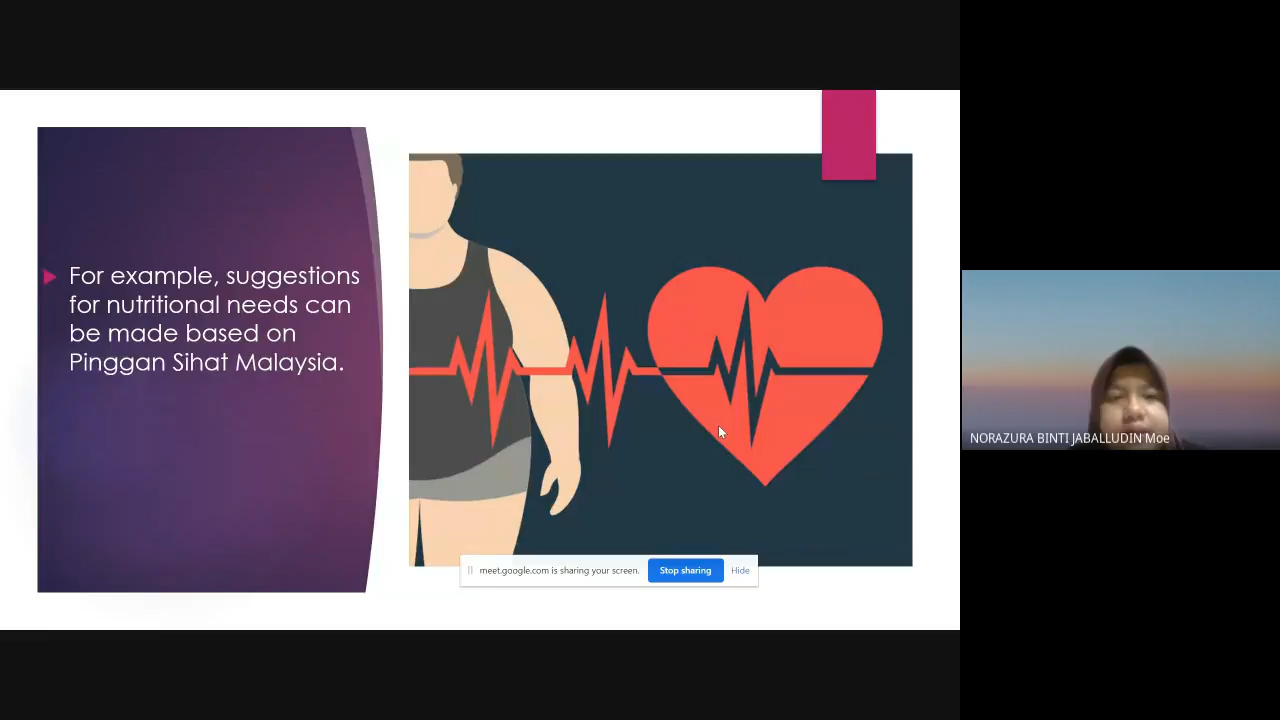 For example, suggestions
for nutritional needs can
be made based on
Pinggan Sihat Malaysia.
meet.google.com is sharing your screen.
Stop sharing
Hide
NORAZURA BINTI JABALLUDIN Moe